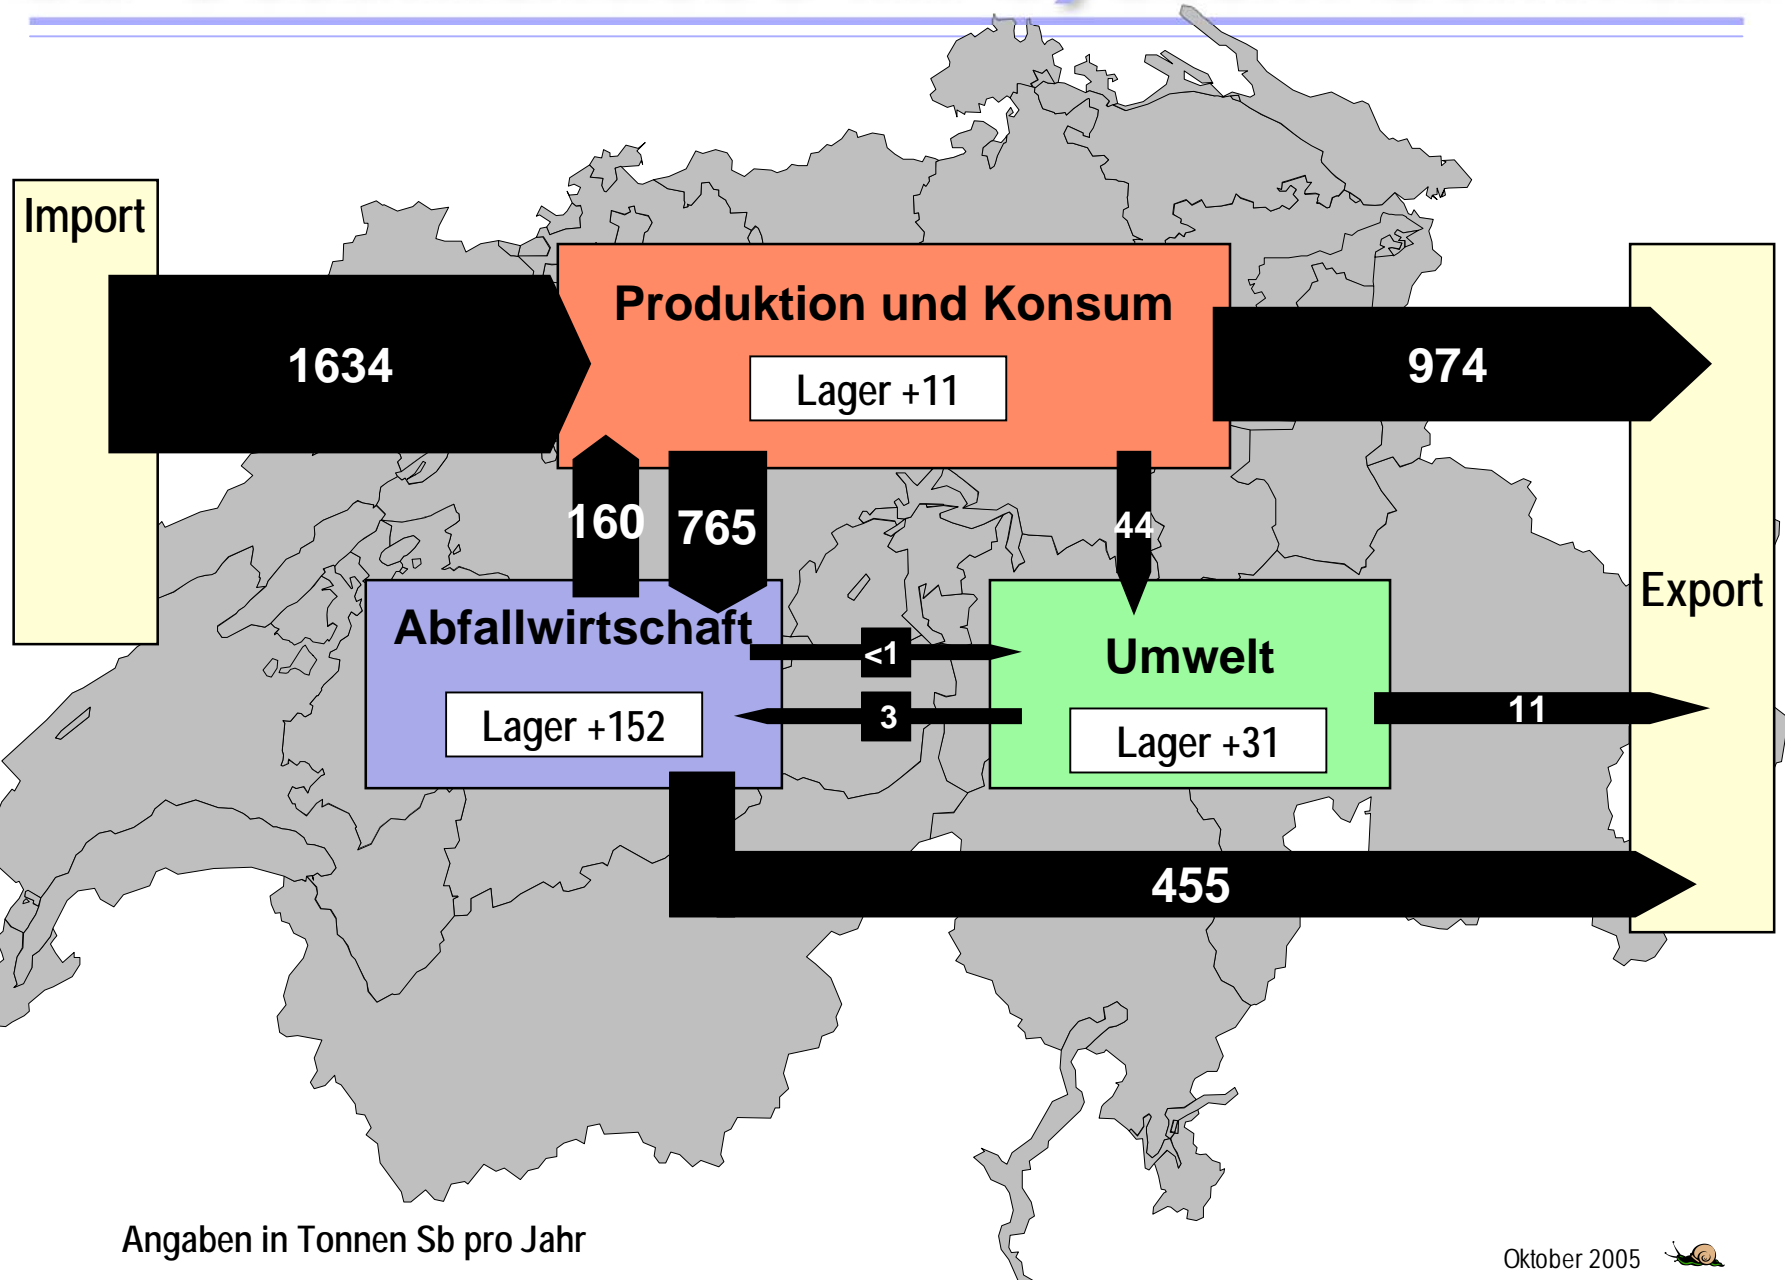 Import
Produktion und Konsum
Lager +11
1634
974
160
765
44
Export
Abfallwirtschaft
Lager +152
<1
3
Umwelt
Lager +31
11
455
Angaben in Tonnen Sb pro Jahr
Oktober 2005